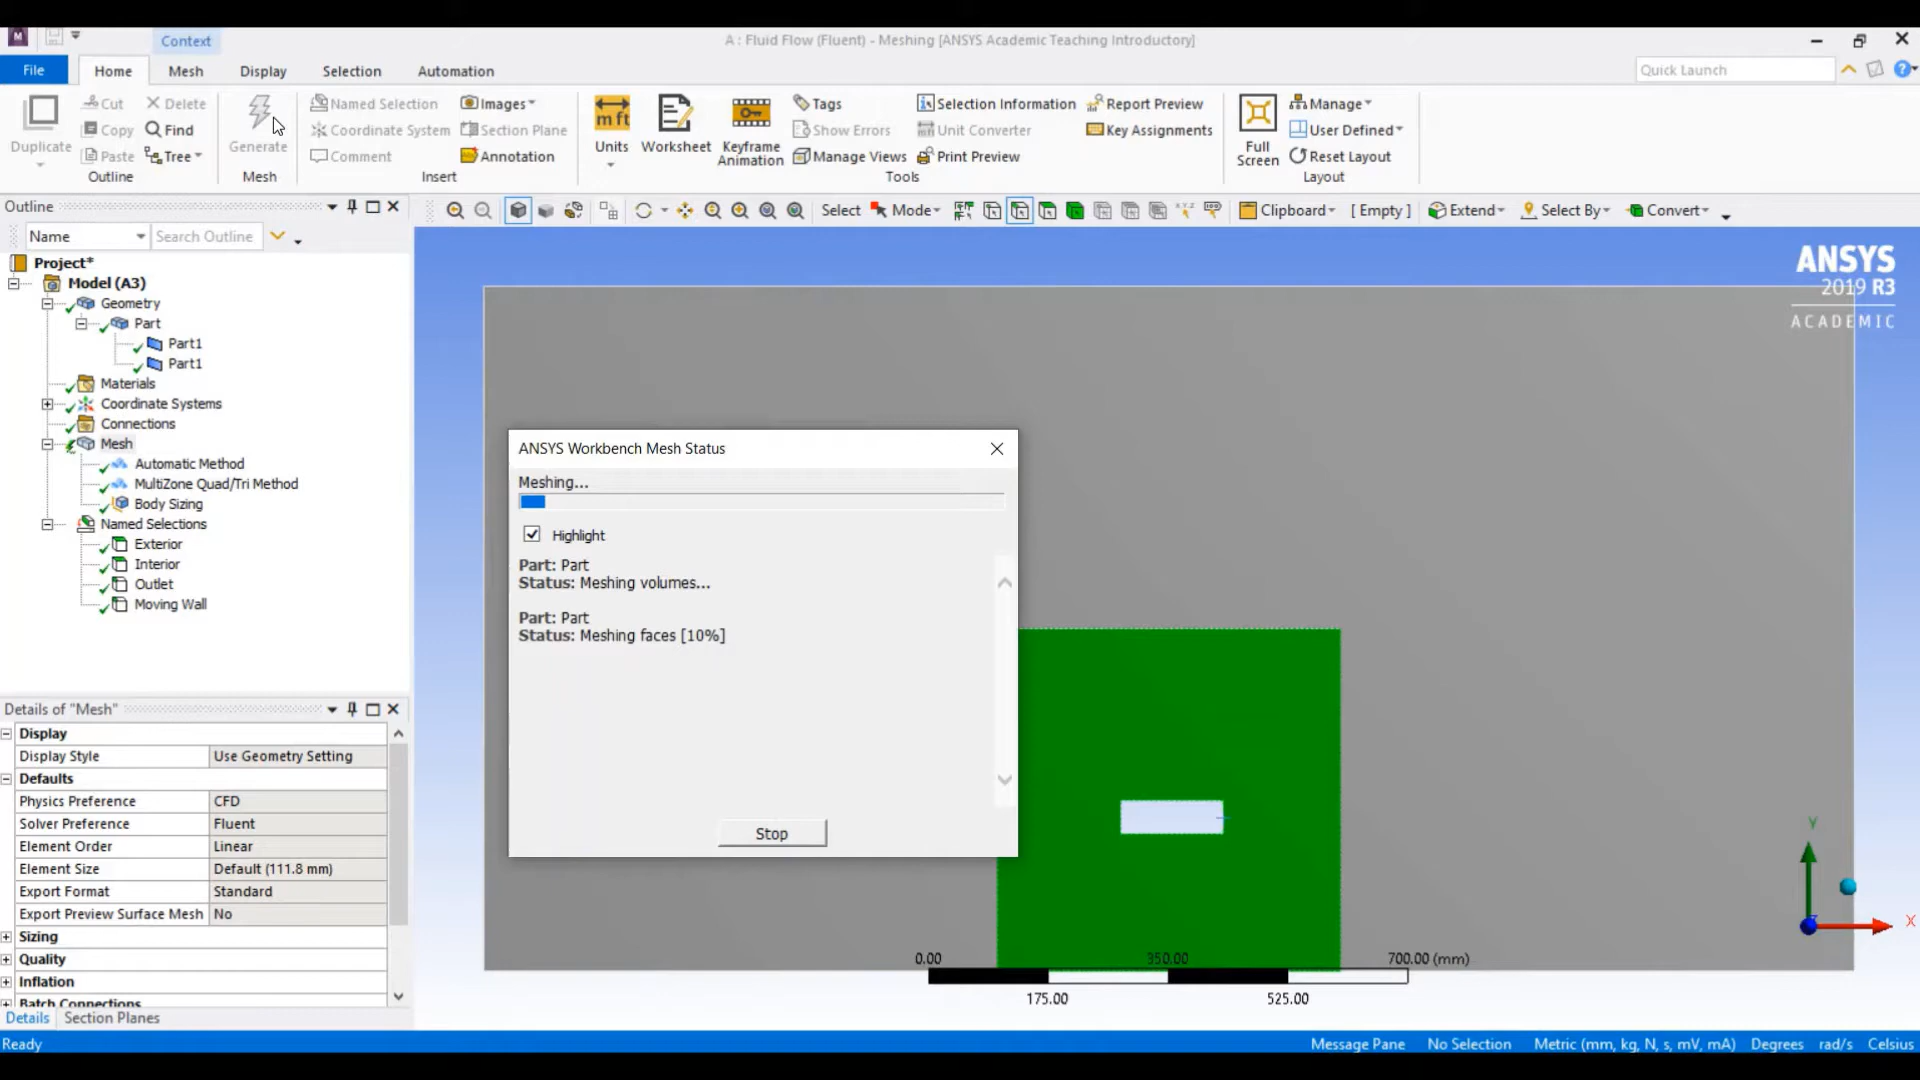 Context
A : Fluid Flow (Fluent) - Meshing [ANSYS Academic Teaching Introductory]
File Home Mesh Display Selection Automation
Quick Launch
Duplicate
Cut
Copy
Paste
Delete
Find
Tree
Outline
Generate
Mesh
Named Selection
Coordinate System
Comment
Images
Section Plane
Annotation
Insert
Units
Worksheet
Keyframe
Animation
Tags
Show Errors
Manage Views
Selection Information
Unit Converter
Print Preview
Report Preview
Key Assignments
Tools
Full
Screen
Manage
User Defined
Reset Layout
Layout
Outline
Name
Search Outline
Select
Mode
Clipboard
[ Empty ]
Extend
Select By
Convert
Project*
Model (A3)
Geometry
Part
Part1
Part1
Materials
Coordinate Systems
Connections
Mesh
Automatic Method
MultiZone Quad/Tri Method
Body Sizing
Named Selections
Exterior
Interior
Outlet
Moving Wall
ANSYS
2019 R3
ACADEMIC
ANSYS Workbench Mesh Status
Meshing...
Highlight
Part: Part
Status: Meshing volumes...
Part: Part
Status: Meshing faces [10%]
Stop
Details of "Mesh"
Display
Display Style Use Geometry Setting
Defaults
Physics Preference CFD
Solver Preference Fluent
Element Order Linear
Element Size Default (111.8 mm)
Export Format Standard
Export Preview Surface Mesh No
Sizing
Quality
Inflation
Batch Connections
Details Section Planes
0.00 350.00 700.00 (mm)
175.00 525.00
Y
X
Ready
Message Pane No Selection Metric (mm, kg, N, s, mV, mA) Degrees rad/s Celsius